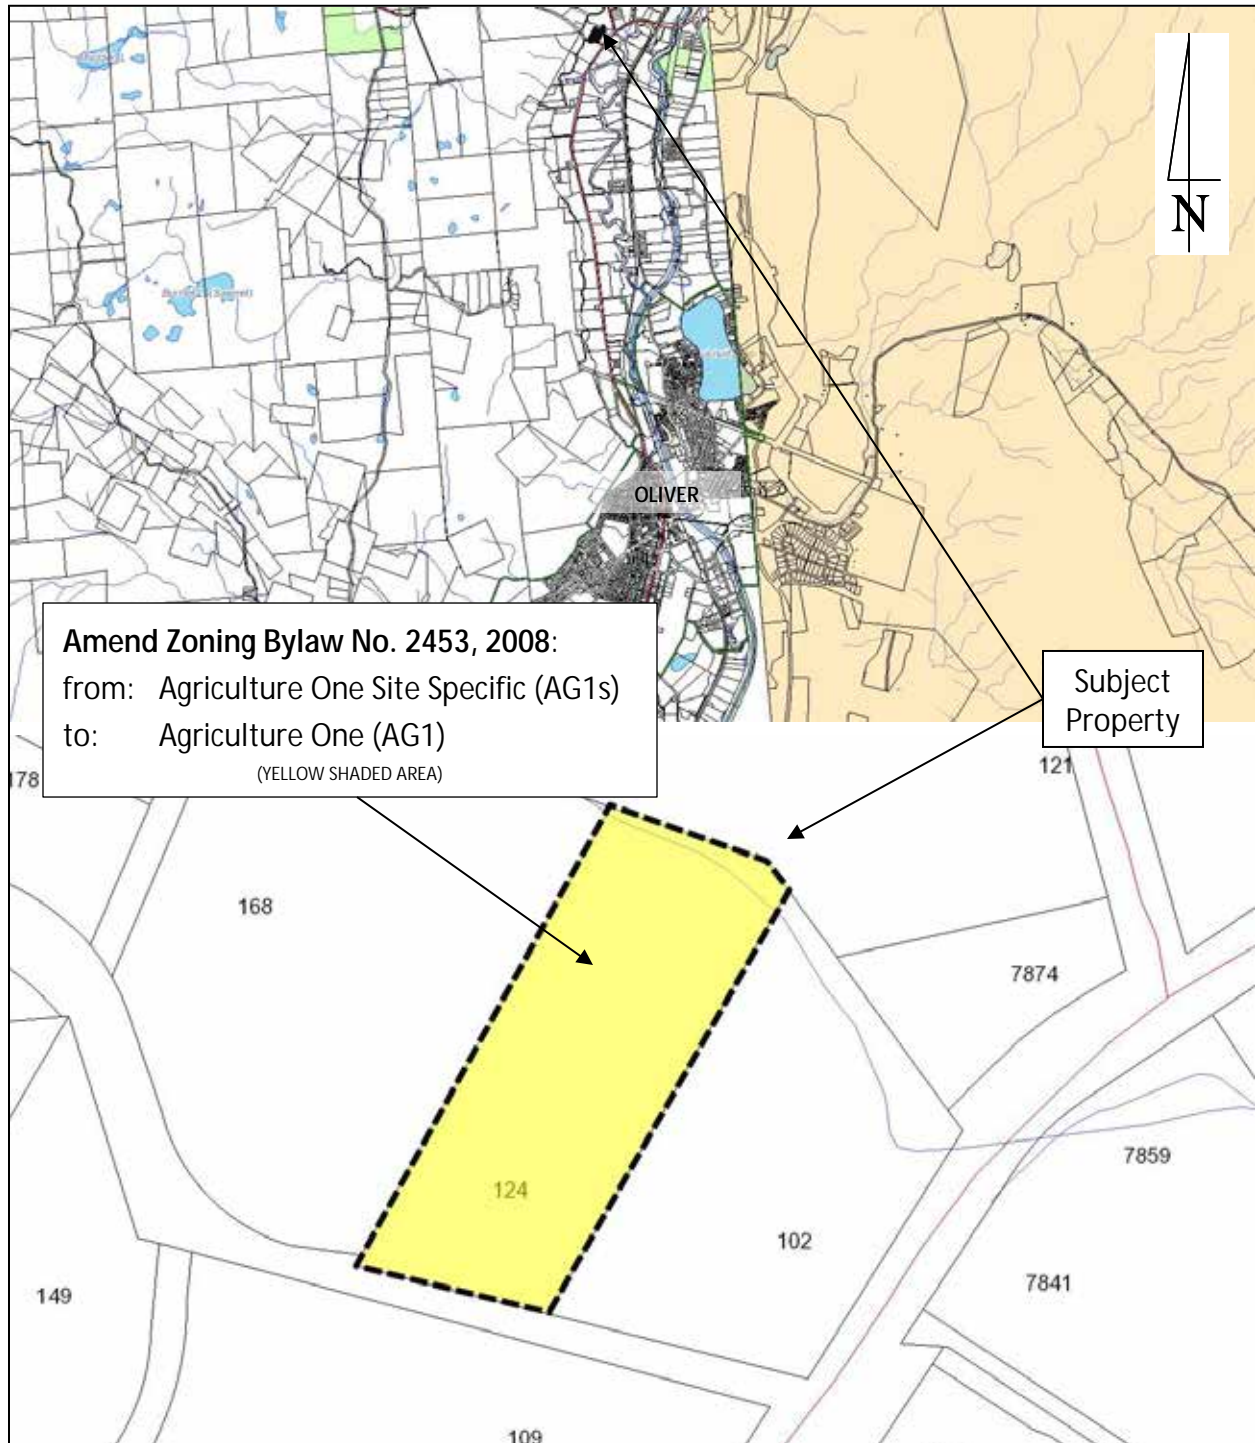 N
OLIVER
Amend Zoning Bylaw No. 2453, 2008:
from: Agriculture One Site Specific (AG1s)
to: Agriculture One (AG1)
(YELLOW SHADED AREA)
Subject
Property
178
121
168
7874
7859
124
102
7841
149
109